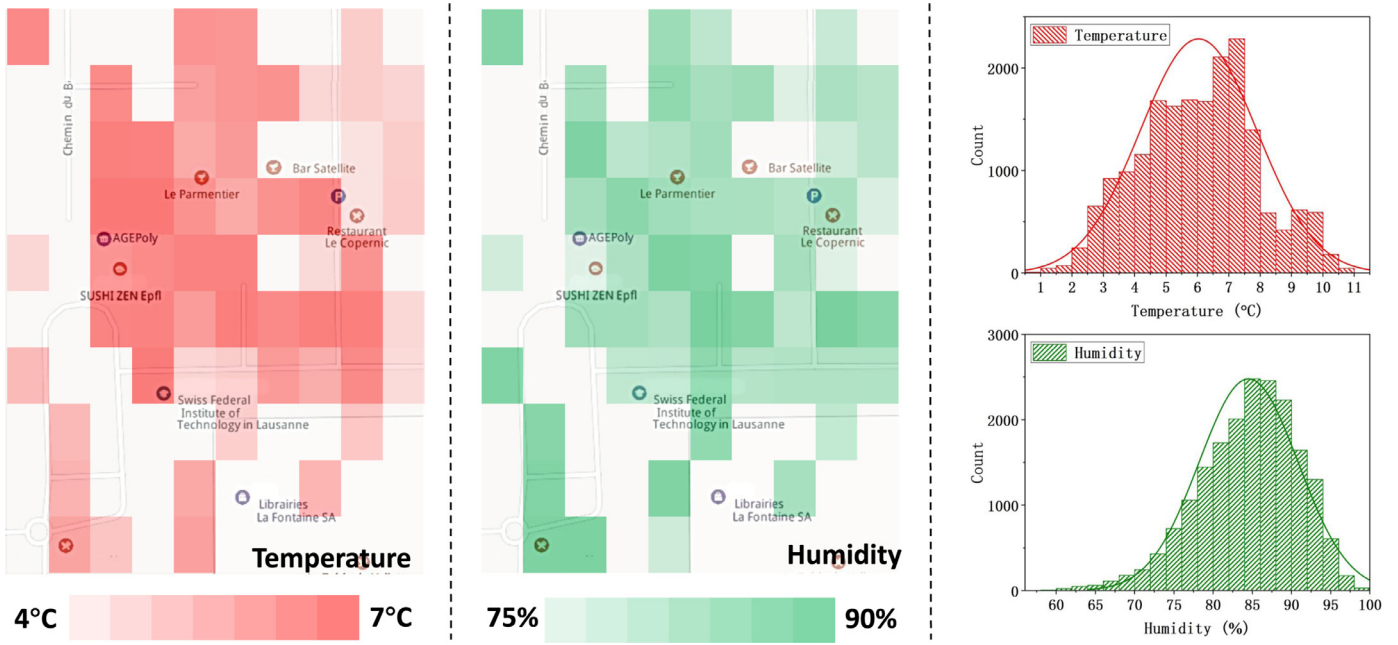 Chemin du B.
Bar Satellite
Le Parmentier
P
Restaurant
Le Copernic
AGEPoly
SUSHI ZEN Epfl
Swiss Federal
Institute of
Technology in Lausanne
Librairies
La Fontaine SA
Temperature
4°C
7°C
Chemin du B.
Bar Satellite
Le Parmentier
P
Restaurant
Le Copernic
AGEPoly
SUSHI ZEN Epfl
Swiss Federal
Institute of
Technology in Lausanne
Librairies
La Fontaine SA
Humidity
75%
90%
Temperature
2000
1000
0
Count
1 2 3 4 5 6 7 8 9 10 11
Temperature (°C)
Humidity
3000
2000
1000
0
Count
60 65 70 75 80 85 90 95 100
Humidity (%)